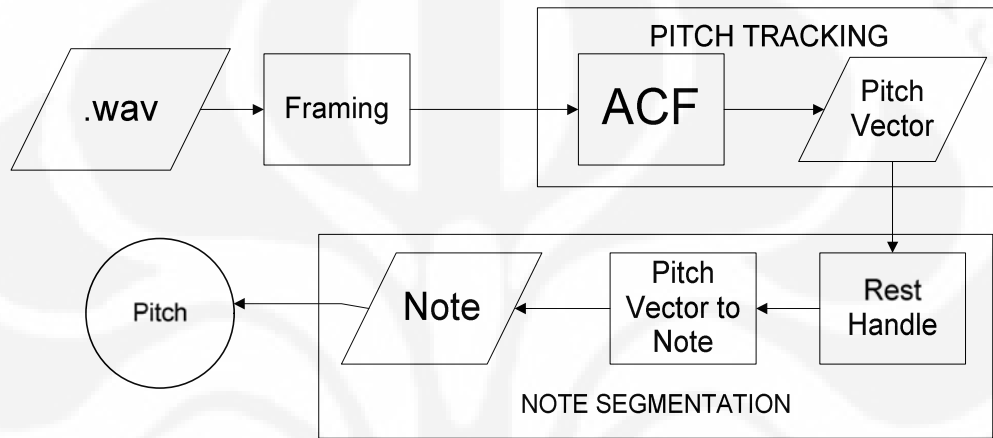 PITCH TRACKING
.wav
Framing
ACF
Pitch
Vector
Rest
Handle
Pitch
Vector to
Note
Note
Pitch
NOTE SEGMENTATION